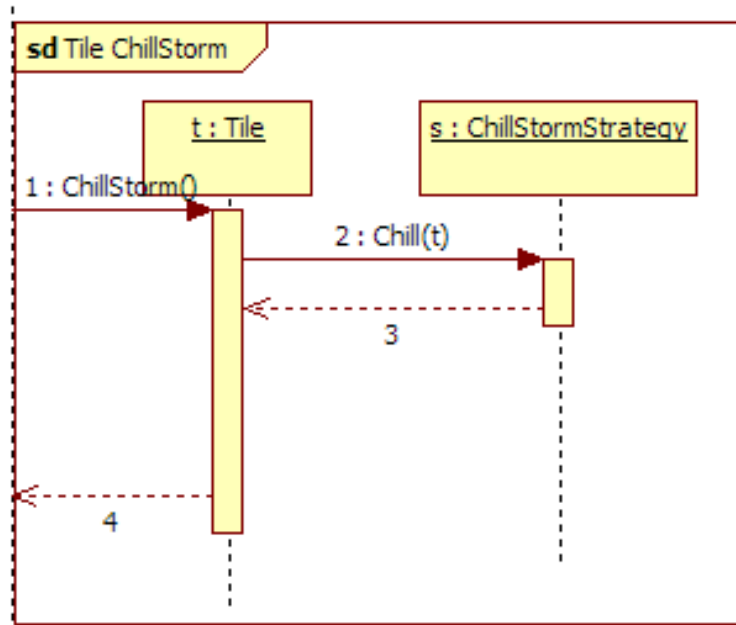 sd Tile ChillStorm
t : Tile
s : ChillStormStrategy
1 : ChillStorm()
2 : Chill(t)
3
4